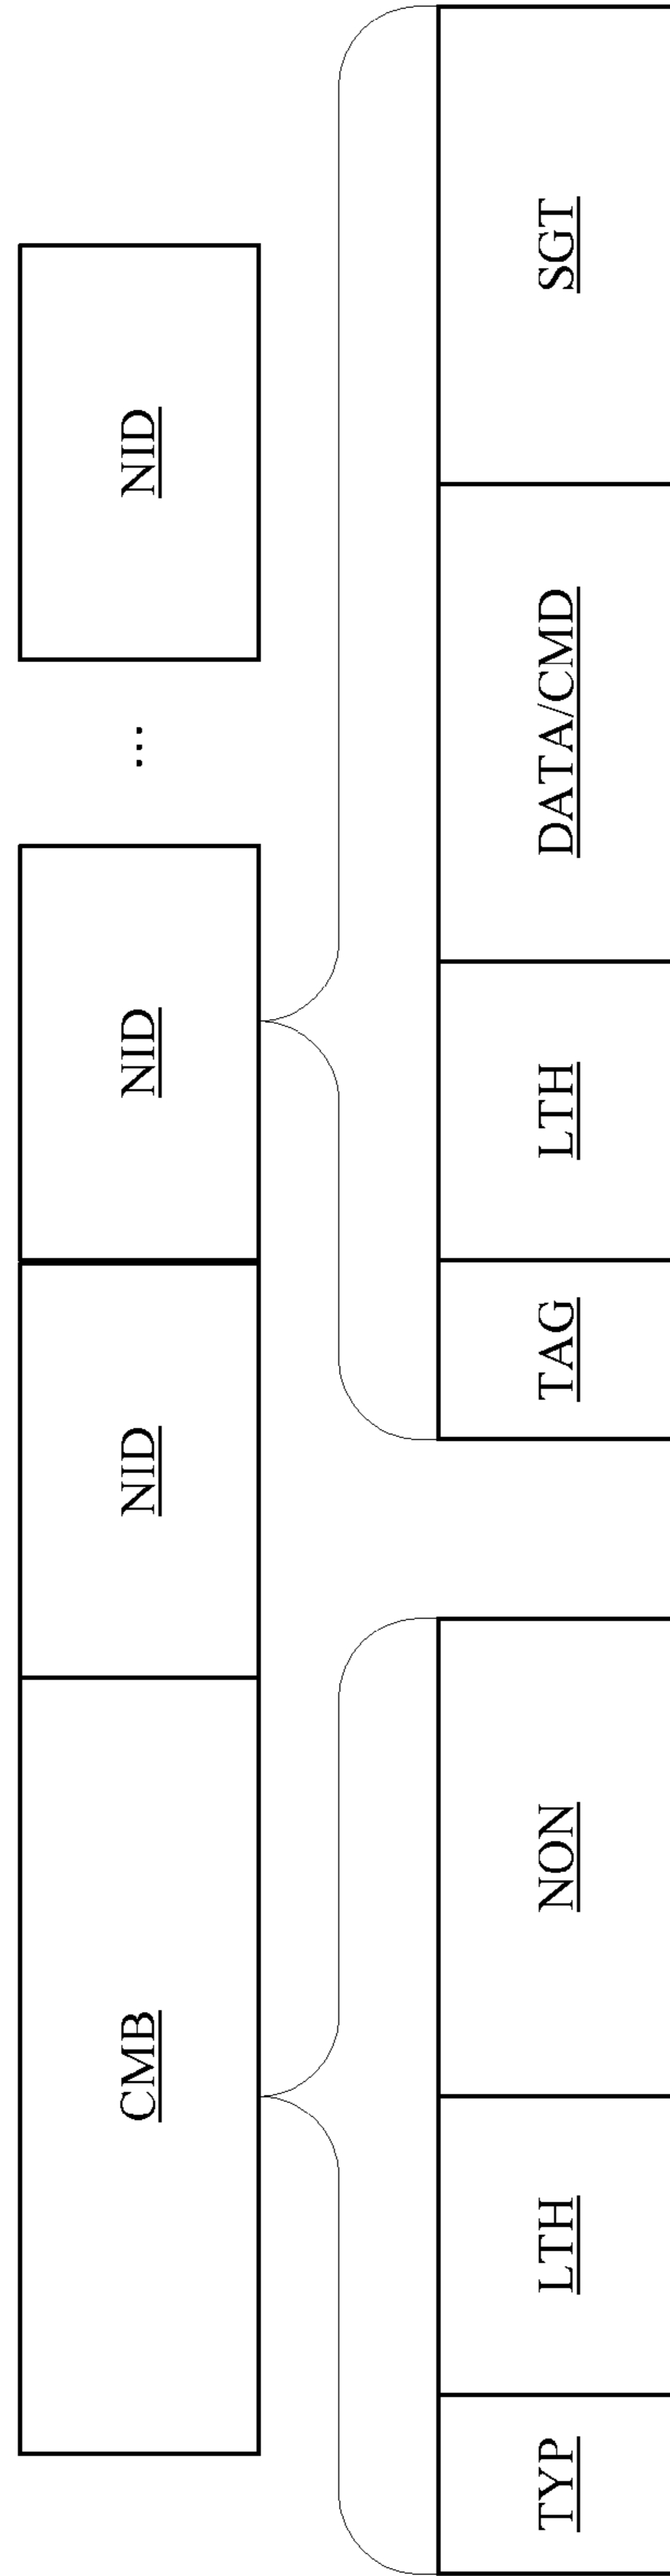 CMB
NID
NID
...
NID
TYP
LTH
NON
TAG
LTH
DATA/CMD
SGT